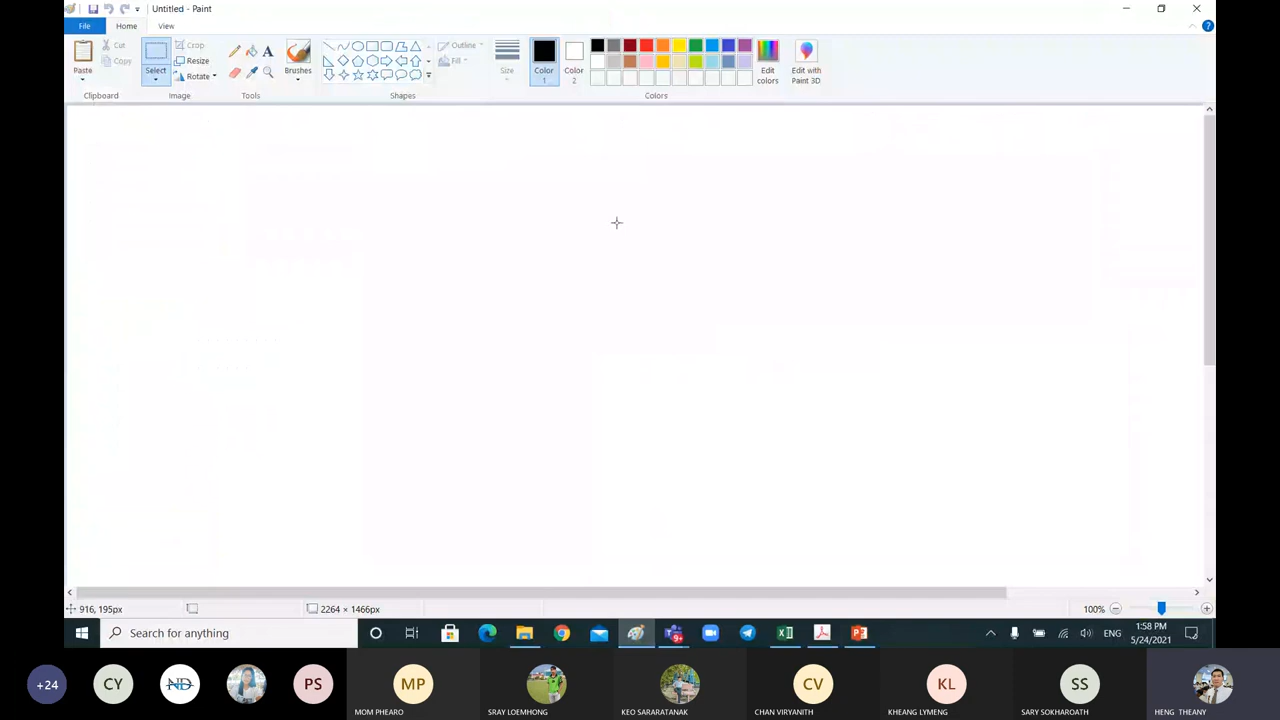 Untitled - Paint
File
Home
View
Paste
Cut
Copy
Clipboard
Select
Crop
Resize
Rotate
Image
A
Tools
Brushes
Outline
Fill
Shapes
Size
Color
1
Color
2
Colors
Edit
colors
Edit with
Paint 3D
?
916, 195px
2264 × 1466px
100%
Search for anything
9+
ENG
1:58 PM
5/24/2021
+24
CY
ND
PS
MP
MOM PHEARO
SRAY LOEMHONG
KEO SARARATANAK
CV
CHAN VIRYANITH
KL
KHEANG LYMENG
SS
SARY SOKHAROATH
HENG THEANY